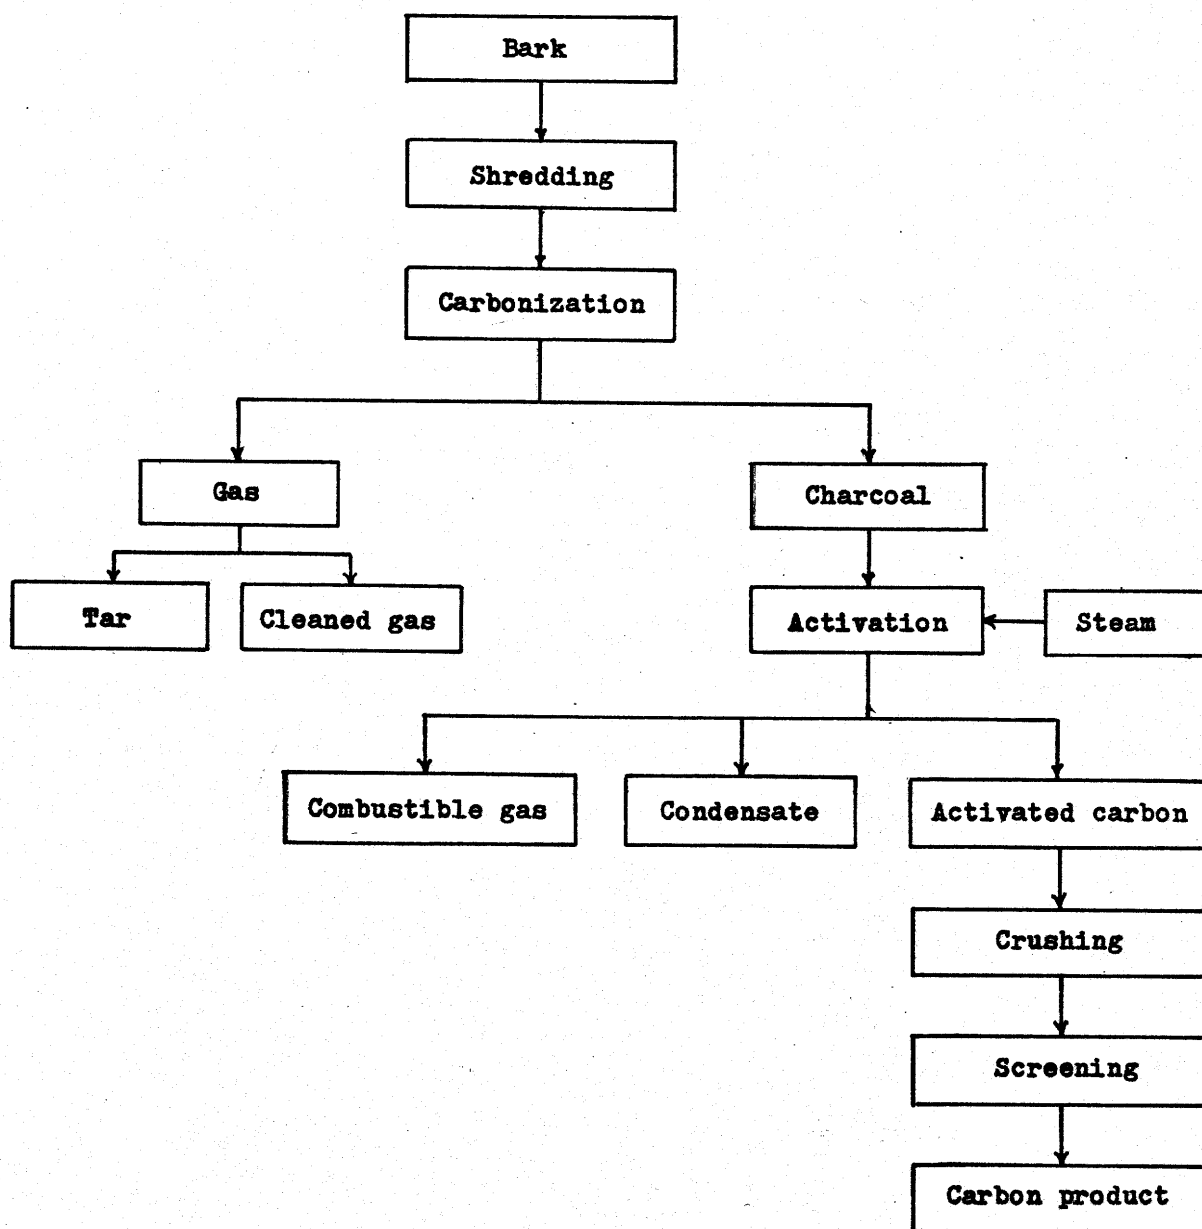 Bark
Shredding
Carbonization
Gas
Charcoal
Tar
Cleaned gas
Activation
Steam
Combustible gas
Condensate
Activated carbon
Crushing
Screening
Carbon product